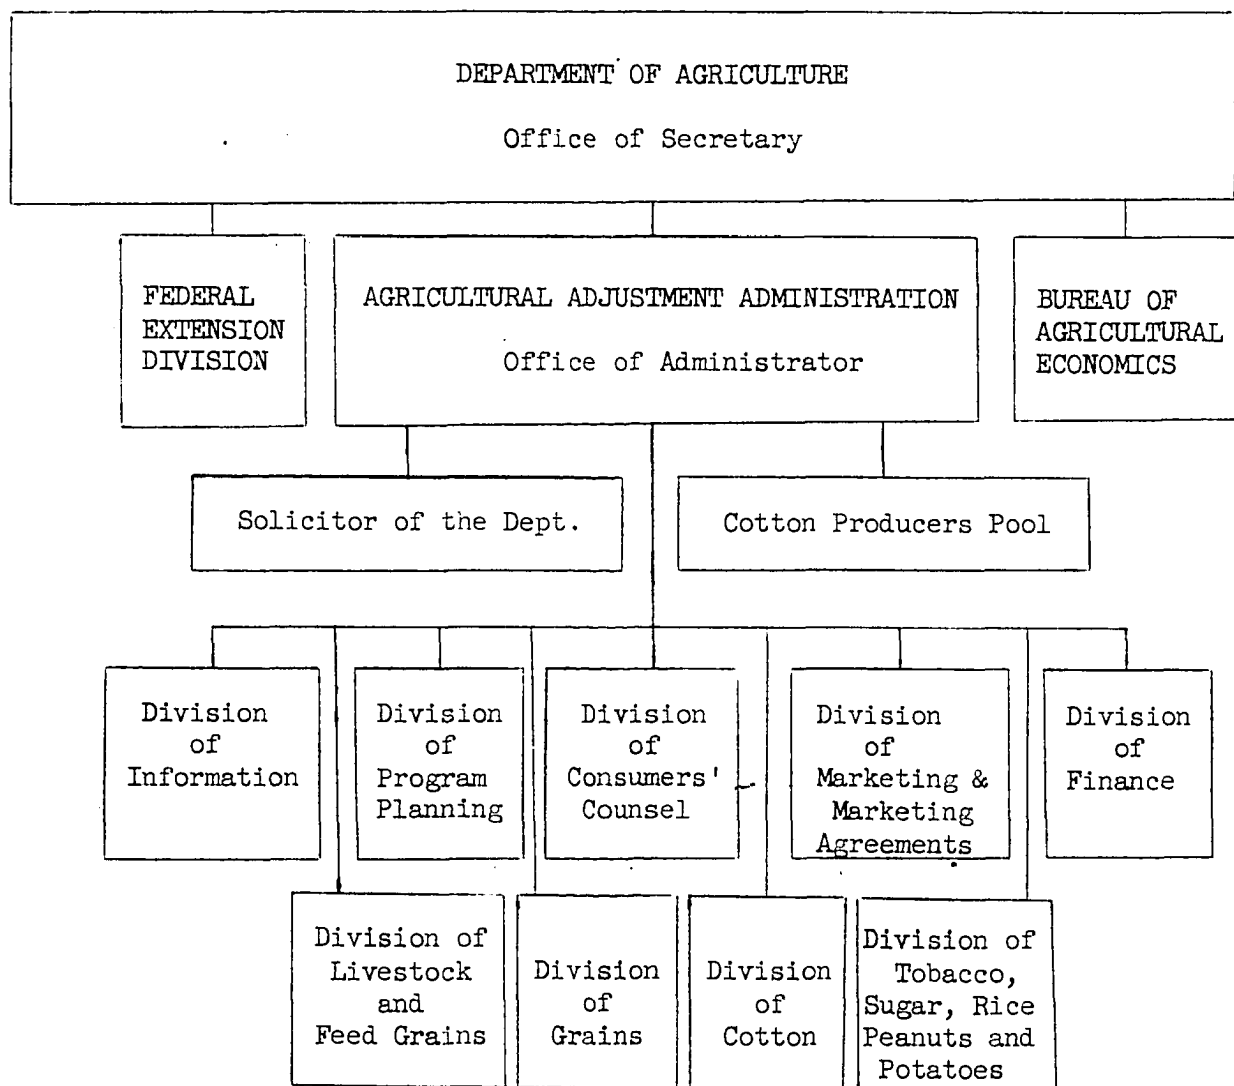 DEPARTMENT OF AGRICULTURE
Office of Secretary
FEDERAL
EXTENSION
DIVISION
AGRICULTURAL ADJUSTMENT ADMINISTRATION
Office of Administrator
BUREAU OF
AGRICULTURAL
ECONOMICS
Solicitor of the Dept.
Cotton Producers Pool
Division
of
Information
Division
of
Program
Planning
Division
of
Consumers'
Counsel
Division
of
Marketing &
Marketing
Agreements
Division
of
Finance
Division of
Livestock
and
Feed Grains
Division
of
Grains
Division
of
Cotton
Division of
Tobacco,
Sugar, Rice
Peanuts and
Potatoes